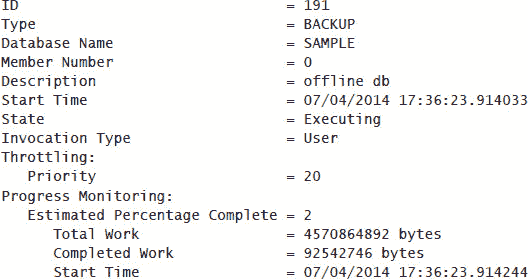 ID = 191
Type = BACKUP
Database Name = SAMPLE
Member Number = 0
Description = offline db
Start Time = 07/04/2014 17:36:23.914033
State = Executing
Invocation Type = User
Throttling:
Priority = 20
Progress Monitoring:
Estimated Percentage Complete = 2
Total Work = 4570864892 bytes
Completed Work = 92542746 bytes
Start Time = 07/04/2014 17:36:23.914244